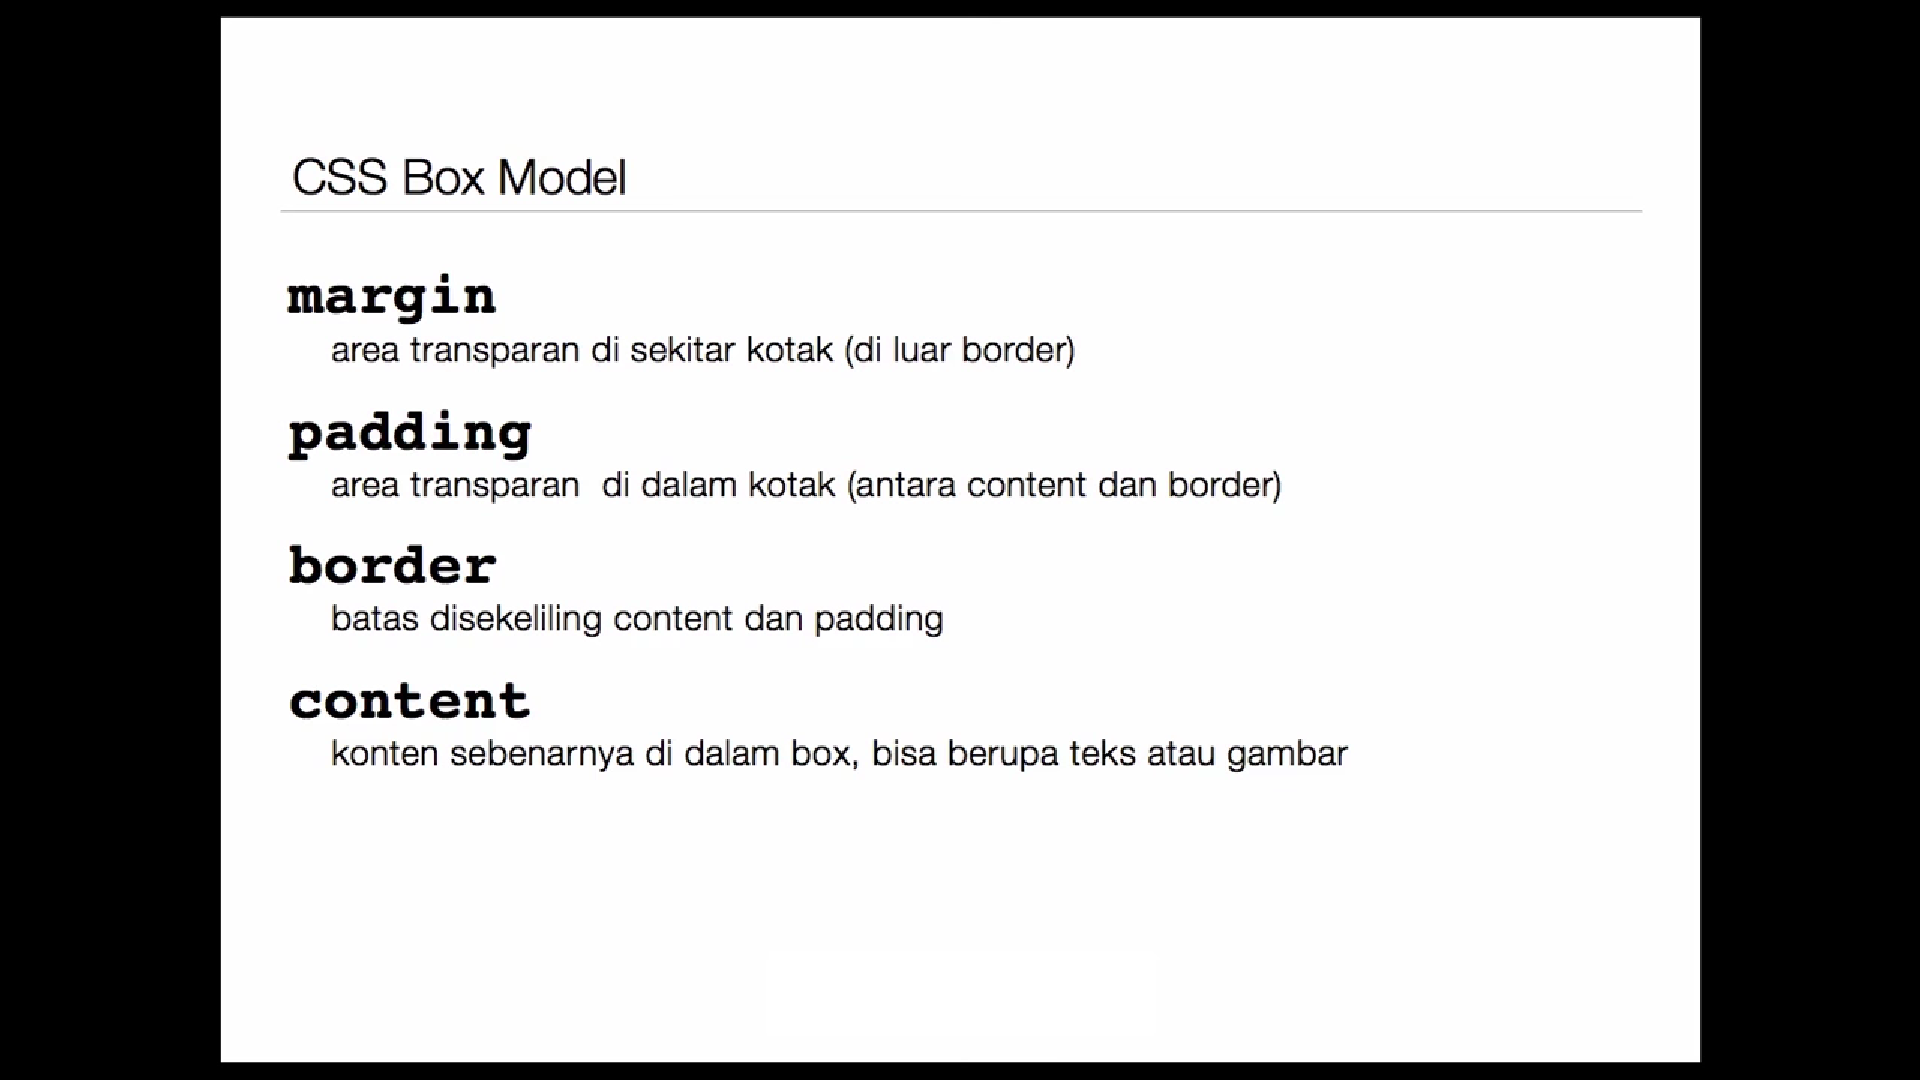 CSS Box Model
margin
area transparan di sekitar kotak (di luar border)
padding
area transparan  di dalam kotak (antara content dan border)
border
batas disekeliling content dan padding
content
konten sebenarnya di dalam box, bisa berupa teks atau gambar